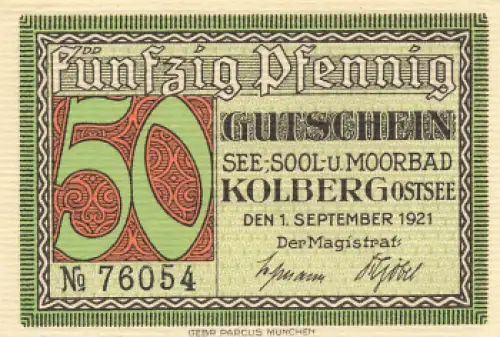 Fünfzig Pfennig
50
GUTSCHEIN
SEE-, SOOL- U. MOORBAD
KOLBERG OSTSEE
DEN 1. SEPTEMBER 1921
Der Magistrat:
№ 76054
GEBR PARCUS MÜNCHEN